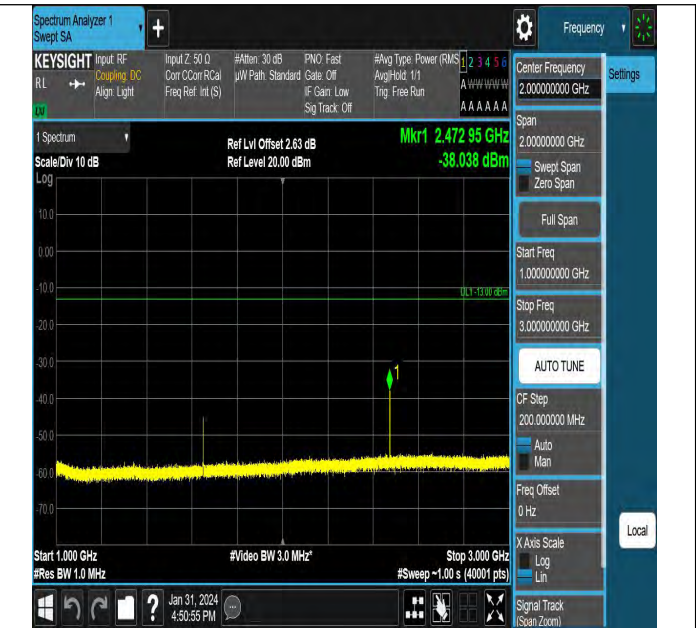 Spectrum Analyzer 1
Swept SA
+
Frequency
KEYSIGHT
RL
Input: RF
Coupling: DC
Align: Light
Input Z: 50 Ω
Corr CCorr RCal
Freq Ref: Int (S)
#Atten: 30 dB
µW Path: Standard
PNO: Fast
Gate: Off
IF Gain: Low
Sig Track: Off
#Avg Type: Power (RMS
Avg|Hold: 1/1
Trig: Free Run
1 2 3 4 5 6
A W W W W W
A A A A A A
1 Spectrum
Scale/Div 10 dB
Log
Ref Lvl Offset 2.63 dB
Ref Level 20.00 dBm
Mkr1 2.472 95 GHz
-38.038 dBm
10.0
0.00
-10.0
-20.0
-30.0
-40.0
-50.0
-60.0
-70.0
DL1 -13.00 dBm
1
Start 1.000 GHz
#Res BW 1.0 MHz
#Video BW 3.0 MHz*
Stop 3.000 GHz
#Sweep ~1.00 s (40001 pts)
Center Frequency
2.000000000 GHz
Settings
Span
2.00000000 GHz
Swept Span
Zero Span
Full Span
Start Freq
1.000000000 GHz
Stop Freq
3.000000000 GHz
AUTO TUNE
CF Step
200.000000 MHz
Auto
Man
Freq Offset
0 Hz
X Axis Scale
Log
Lin
Local
Signal Track
(Span Zoom)
?
Jan 31, 2024
4:50:55 PM